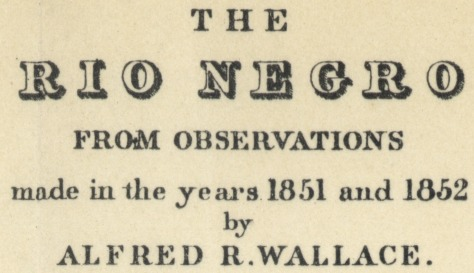 THE
RIO NEGRO
FROM OBSERVATIONS
made in the years 1851 and 1852
by
ALFRED R. WALLACE.